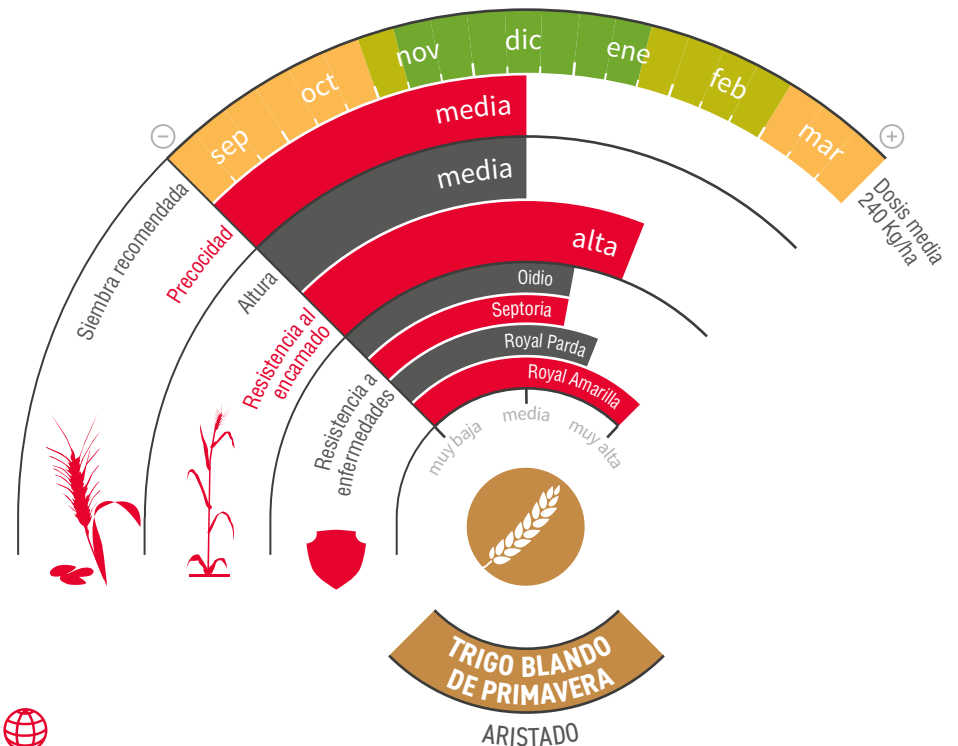 sep
oct
nov
dic
ene
feb
mar
−
+
Dosis media
240 Kg/ha
Siembra recomendada
Precocidad
media
Altura
media
Resistencia al
encamado
alta
Resistencia a
enfermedades
Oidio
Septoria
Royal Parda
Royal Amarilla
muy baja
media
muy alta
TRIGO BLANDO
DE PRIMAVERA
ARISTADO